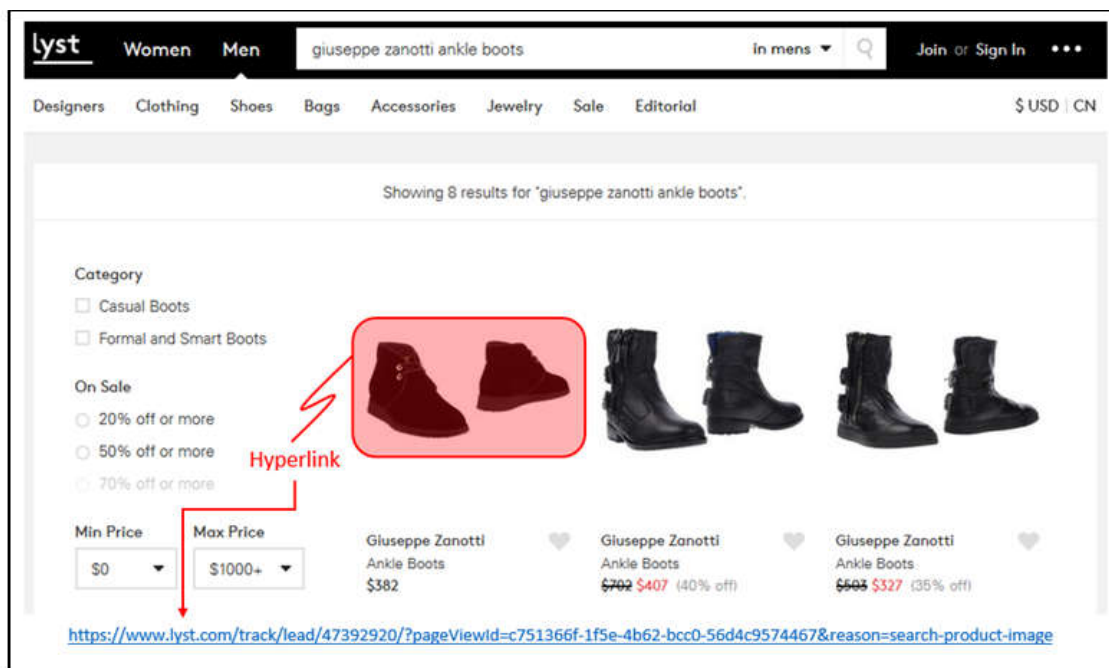 lyst Women Men giuseppe zanotti ankle boots in mens Join or Sign In •••
Designers Clothing Shoes Bags Accessories Jewelry Sale Editorial $ USD | CN
Showing 8 results for "giuseppe zanotti ankle boots".
Category
Casual Boots
Formal and Smart Boots
On Sale
20% off or more
50% off or more
70% off or more
Hyperlink
Min Price Max Price
$0 $1000+
Giuseppe Zanotti
Ankle Boots
$382
Giuseppe Zanotti
Ankle Boots
$702 $407 (40% off)
Giuseppe Zanotti
Ankle Boots
$503 $327 (35% off)
https://www.lyst.com/track/lead/47392920/?pageViewId=c751366f-1f5e-4b62-bcc0-56d4c9574467&reason=search-product-image